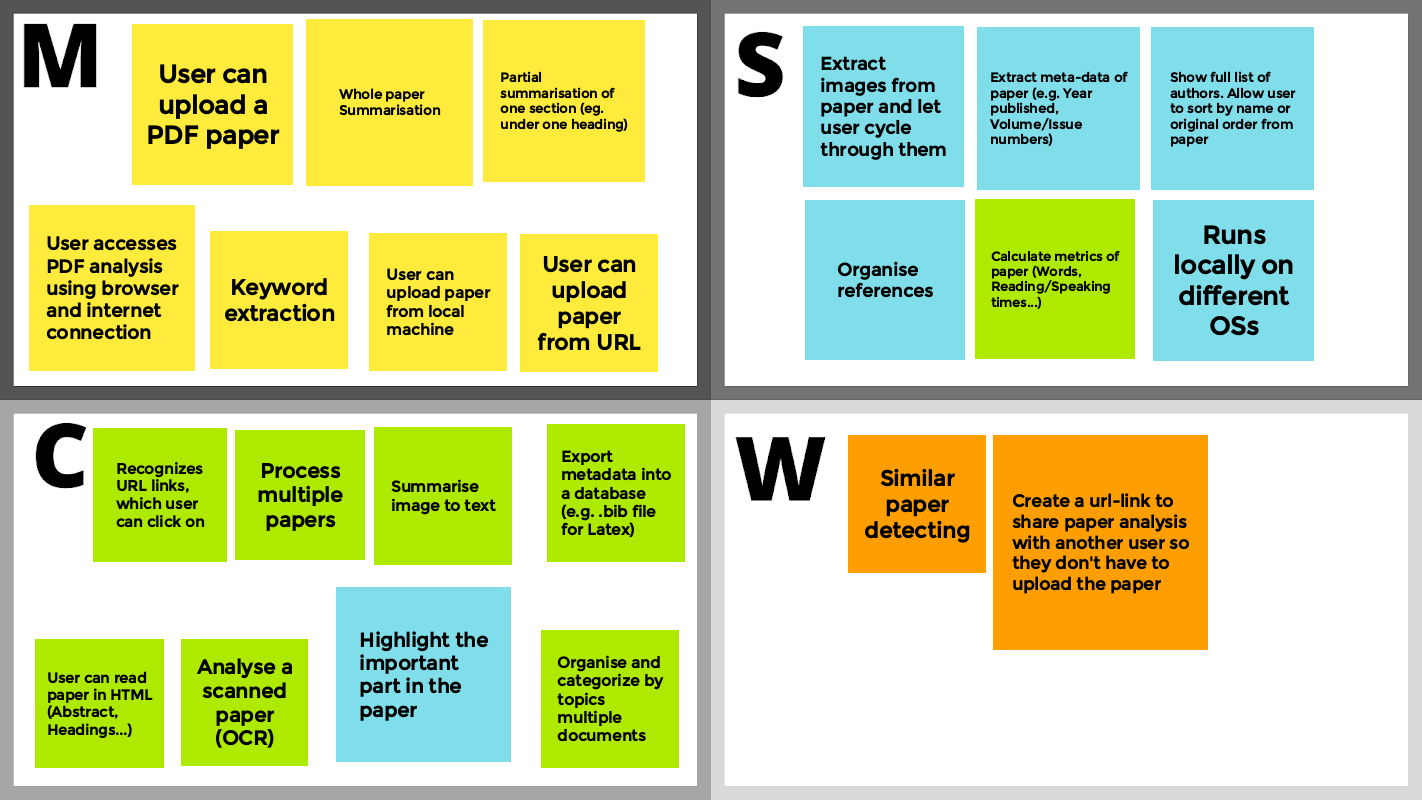 M
User can
upload a
PDF paper
Whole paper
Summarisation
Partial
summarisation of
one section (eg.
under one heading)
User accesses
PDF analysis
using browser
and internet
connection
Keyword
extraction
User can
upload paper
from local
machine
User can
upload
paper
from URL
S
Extract
images from
paper and let
user cycle
through them
Extract meta-data of
paper (e.g. Year
published,
Volume/Issue
numbers)
Show full list of
authors. Allow user
to sort by name or
original order from
paper
Organise
references
Calculate metrics of
paper (Words,
Reading/Speaking
times...)
Runs
locally on
different
OSs
C
Recognizes
URL links,
which user
can click on
Process
multiple
papers
Summarise
image to text
Export
metadata into
a database
(e.g. .bib file
for Latex)
User can read
paper in HTML
(Abstract,
Headings...)
Analyse a
scanned
paper
(OCR)
Highlight the
important
part in the
paper
Organise and
categorize by
topics
multiple
documents
W
Similar
paper
detecting
Create a url-link to
share paper analysis
with another user so
they don't have to
upload the paper